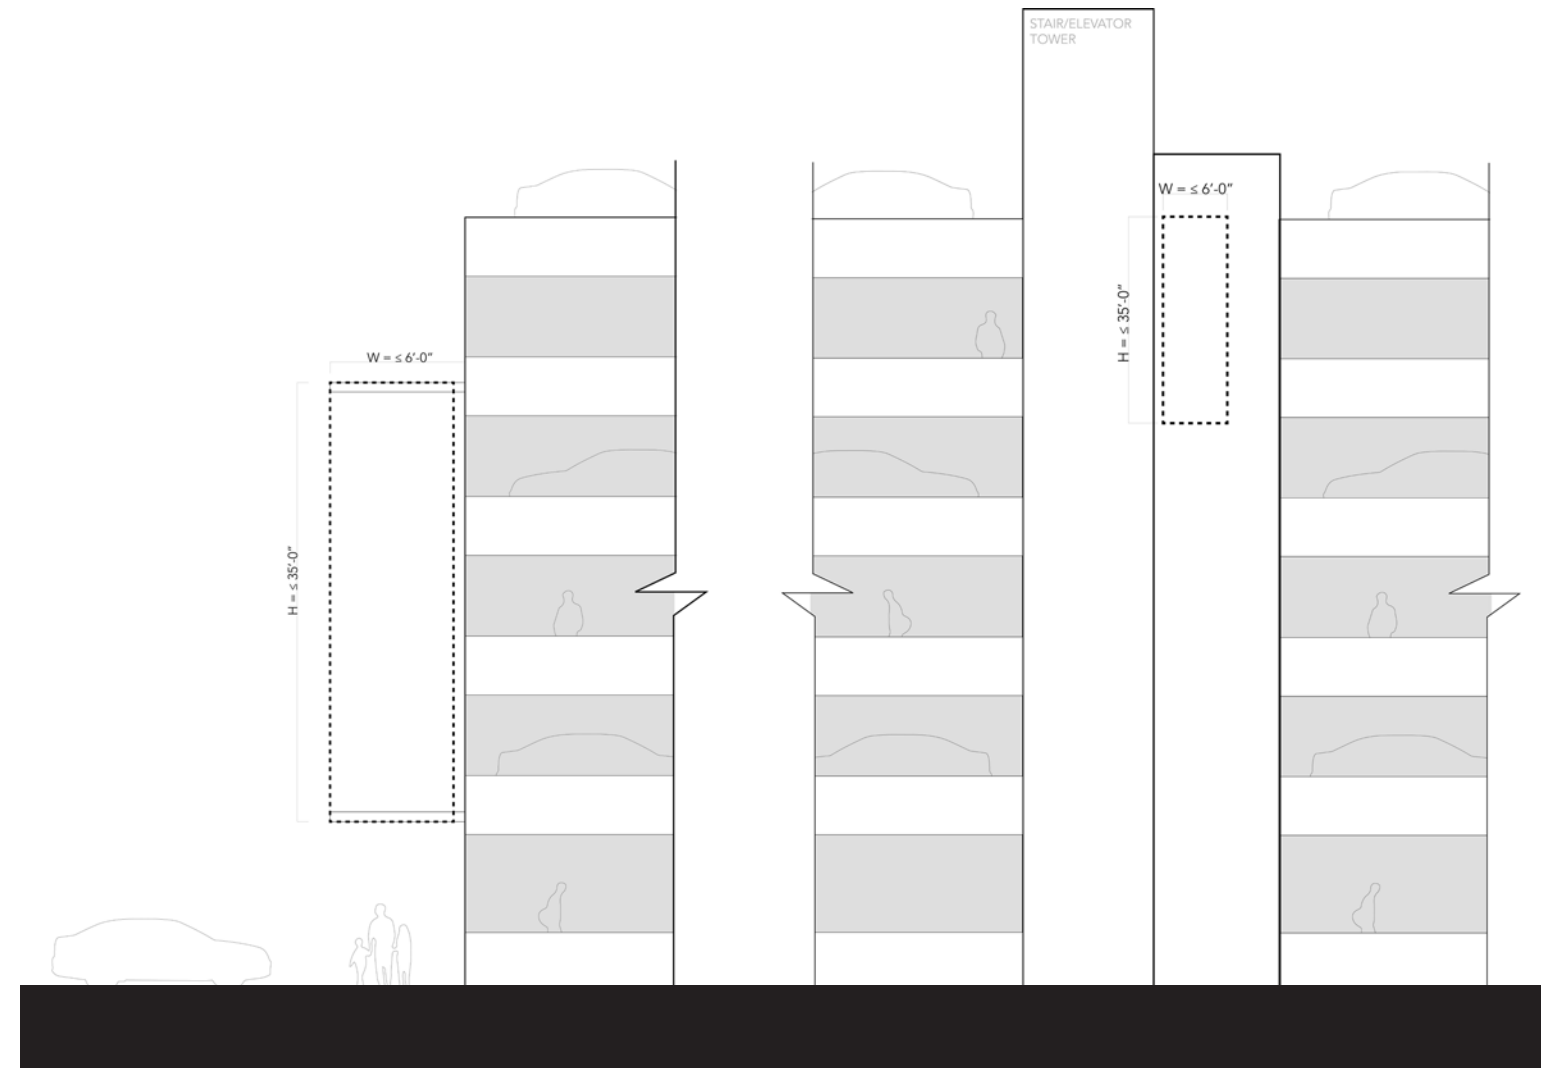 STAIR/ELEVATOR
TOWER
W = ≤ 6'-0"
H = ≤ 35'-0"
W = ≤ 6'-0"
H = ≤ 35'-0"